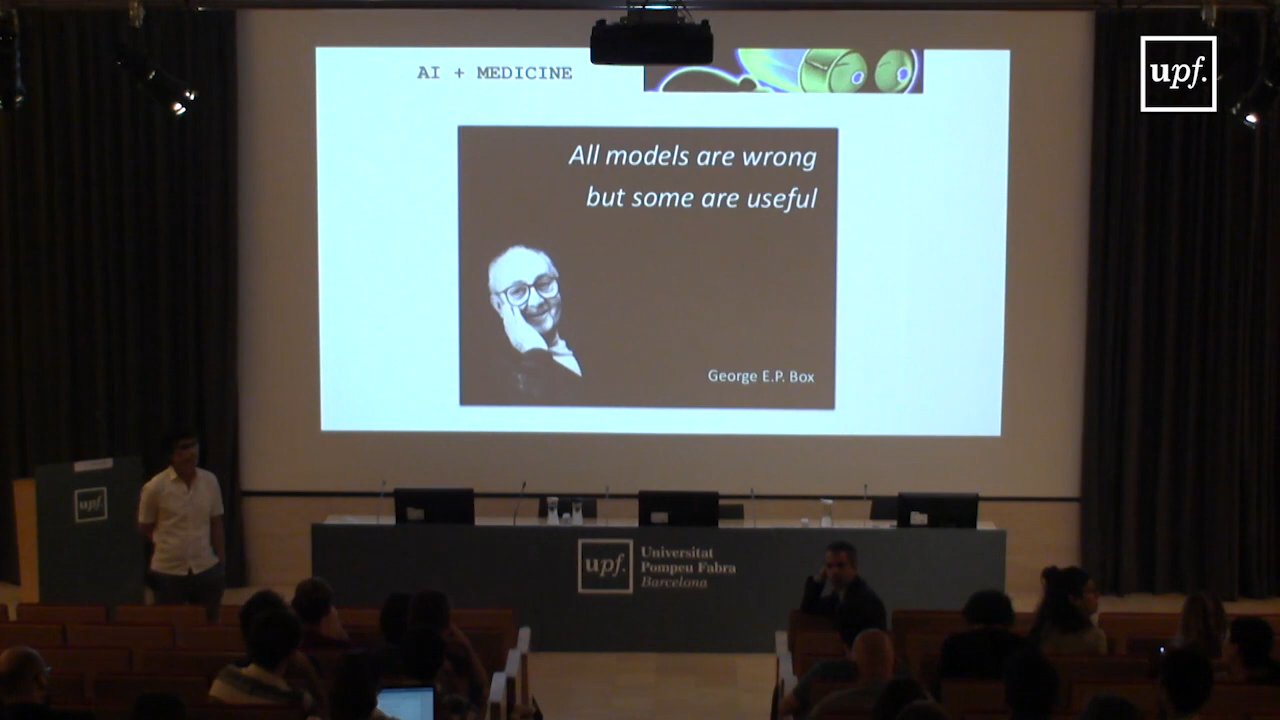 AI + MEDICINE
upf.
All models are wrong
but some are useful
George E.P. Box
upf
upf.
Universitat
Pompeu Fabra
Barcelona